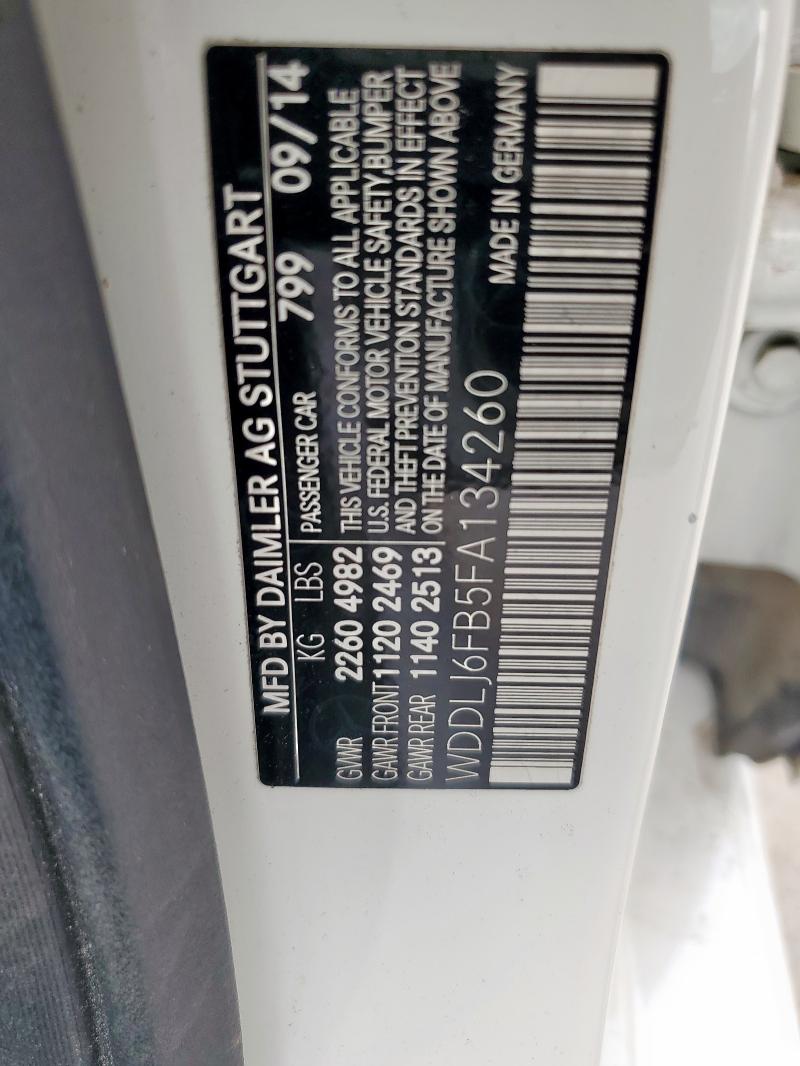 MFD BY DAIMLER AG STUTTGART
799 09/14
KG LBS PASSENGER CAR
GVWR 2260 4982
GAWR FRONT 1120 2469
GAWR REAR 1140 2513
THIS VEHICLE CONFORMS TO ALL APPLICABLE
U.S. FEDERAL MOTOR VEHICLE SAFETY,BUMPER
AND THEFT PREVENTION STANDARDS IN EFFECT
ON THE DATE OF MANUFACTURE SHOWN ABOVE
WDDLJ6FB5FA134260
MADE IN GERMANY